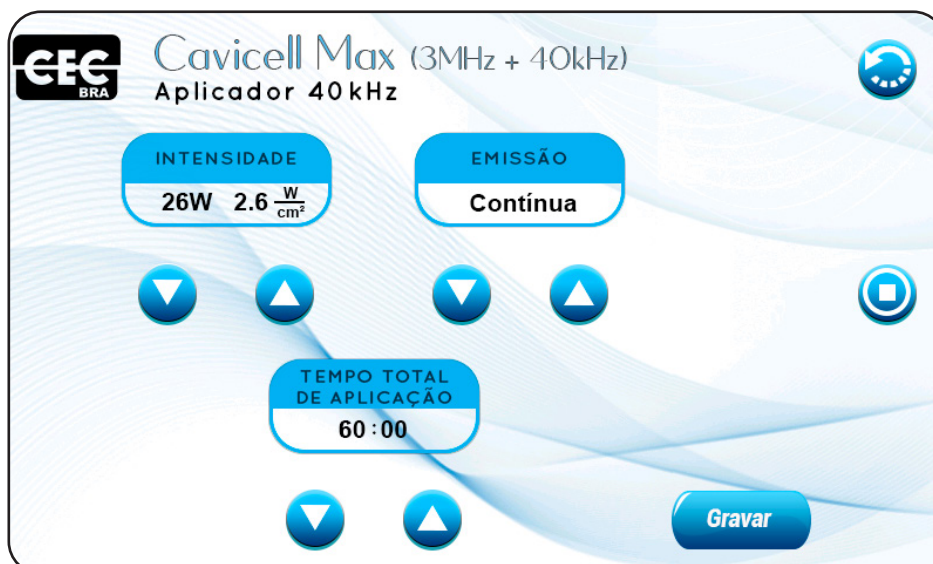 CEC
BRA
Cavicell Max (3MHz + 40kHz)
Aplicador 40kHz
INTENSIDADE
26W 2.6 W/cm²
EMISSÃO
Contínua
TEMPO TOTAL
DE APLICAÇÃO
60:00
Gravar